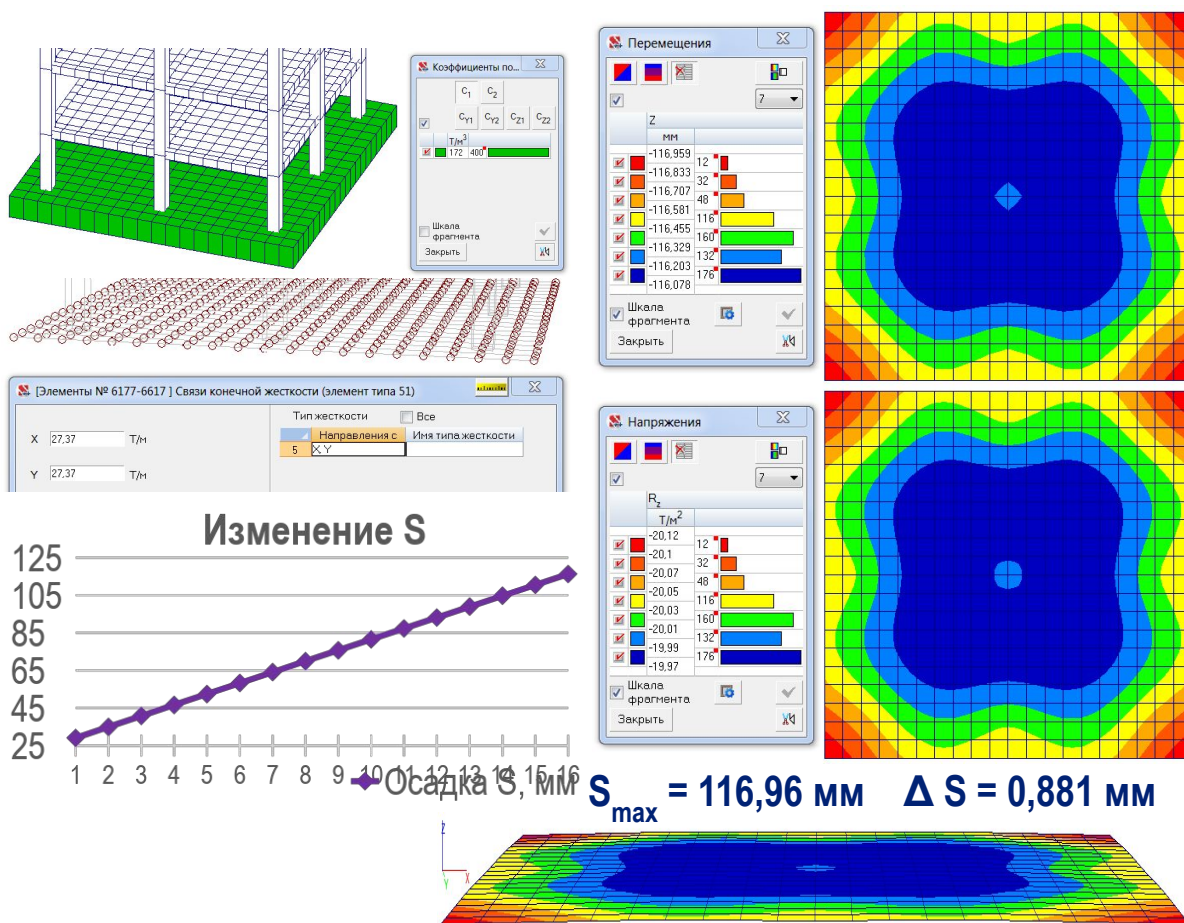 Коэффициенты по...
C1 C2
CY1 CY2 CZ1 CZ2
Т/м3
172 400
Шкала
фрагмента
Закрыть
[Элементы № 6177-6617 ] Связи конечной жесткости (элемент типа 51)
X 27,37 Т/м
Y 27,37 Т/м
Тип жесткости Все
Направления с Имя типа жесткости
5 X Y
Изменение S
125
105
85
65
45
25
1 2 3 4 5 6 7 8 9 10 11 12 13 14 15 16
Осадка S, мм
Перемещения
7
Z
мм
-116,959
12
-116,833
32
-116,707
48
-116,581
116
-116,455
160
-116,329
132
-116,203
176
-116,078
Шкала
фрагмента
Закрыть
Напряжения
7
Rz
Т/м2
-20,12
12
-20,1
32
-20,07
48
-20,05
116
-20,03
160
-20,01
132
-19,99
176
-19,97
Шкала
фрагмента
Закрыть
Smax = 116,96 мм Δ S = 0,881 мм
Z
X
Y